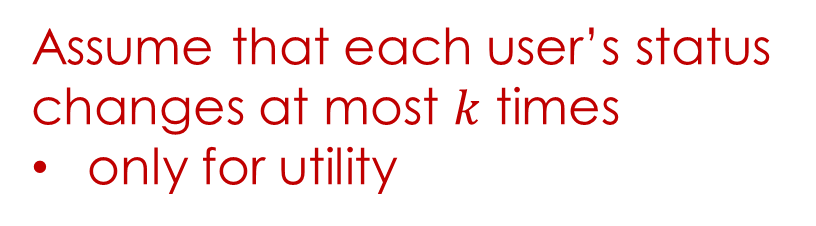 Assume that each user’s status
changes at most 𝑘 times
• only for utility